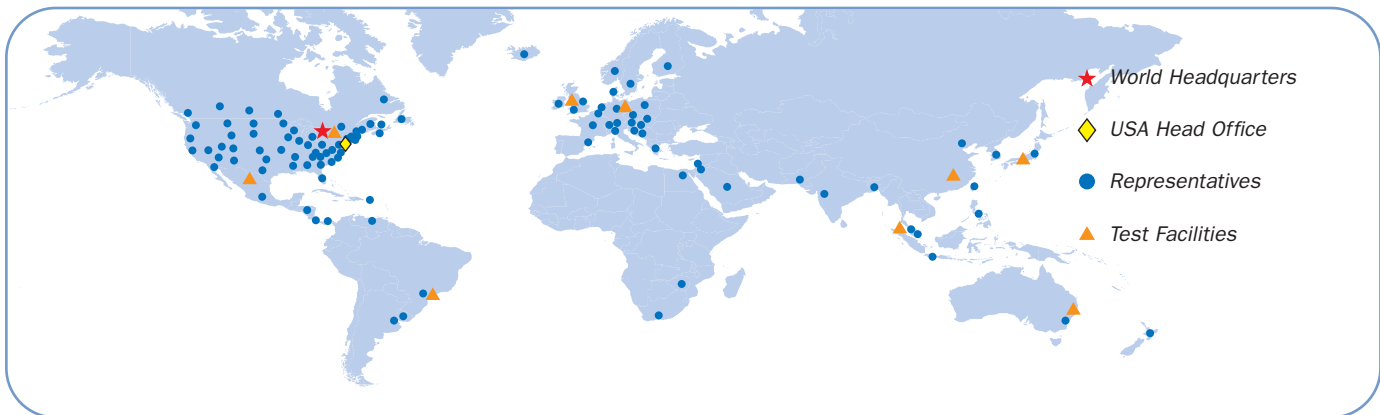 World Headquarters
USA Head Office
Representatives
Test Facilities